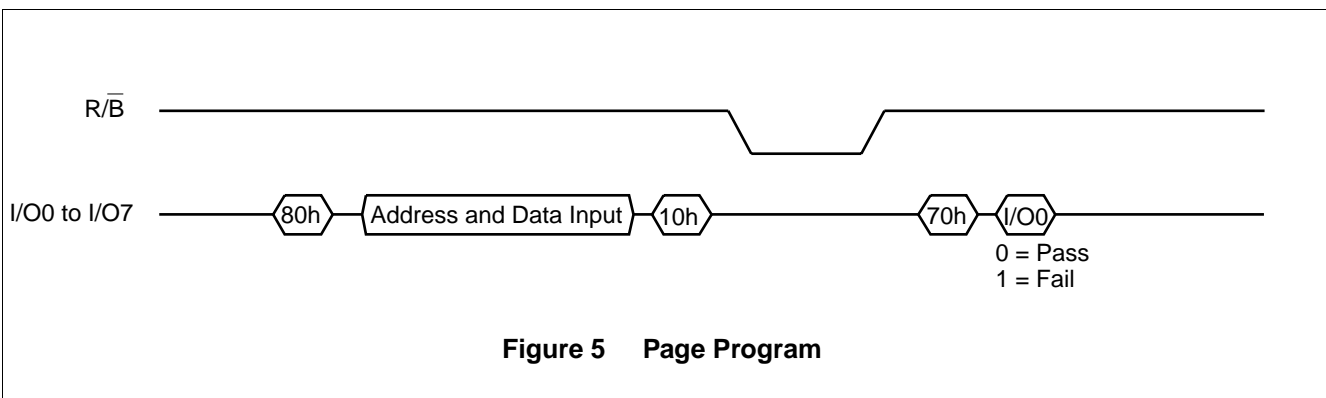 R/B̅
I/O0 to I/O7
80h
Address and Data Input
10h
70h
I/O0
0 = Pass
1 = Fail
Figure 5 Page Program